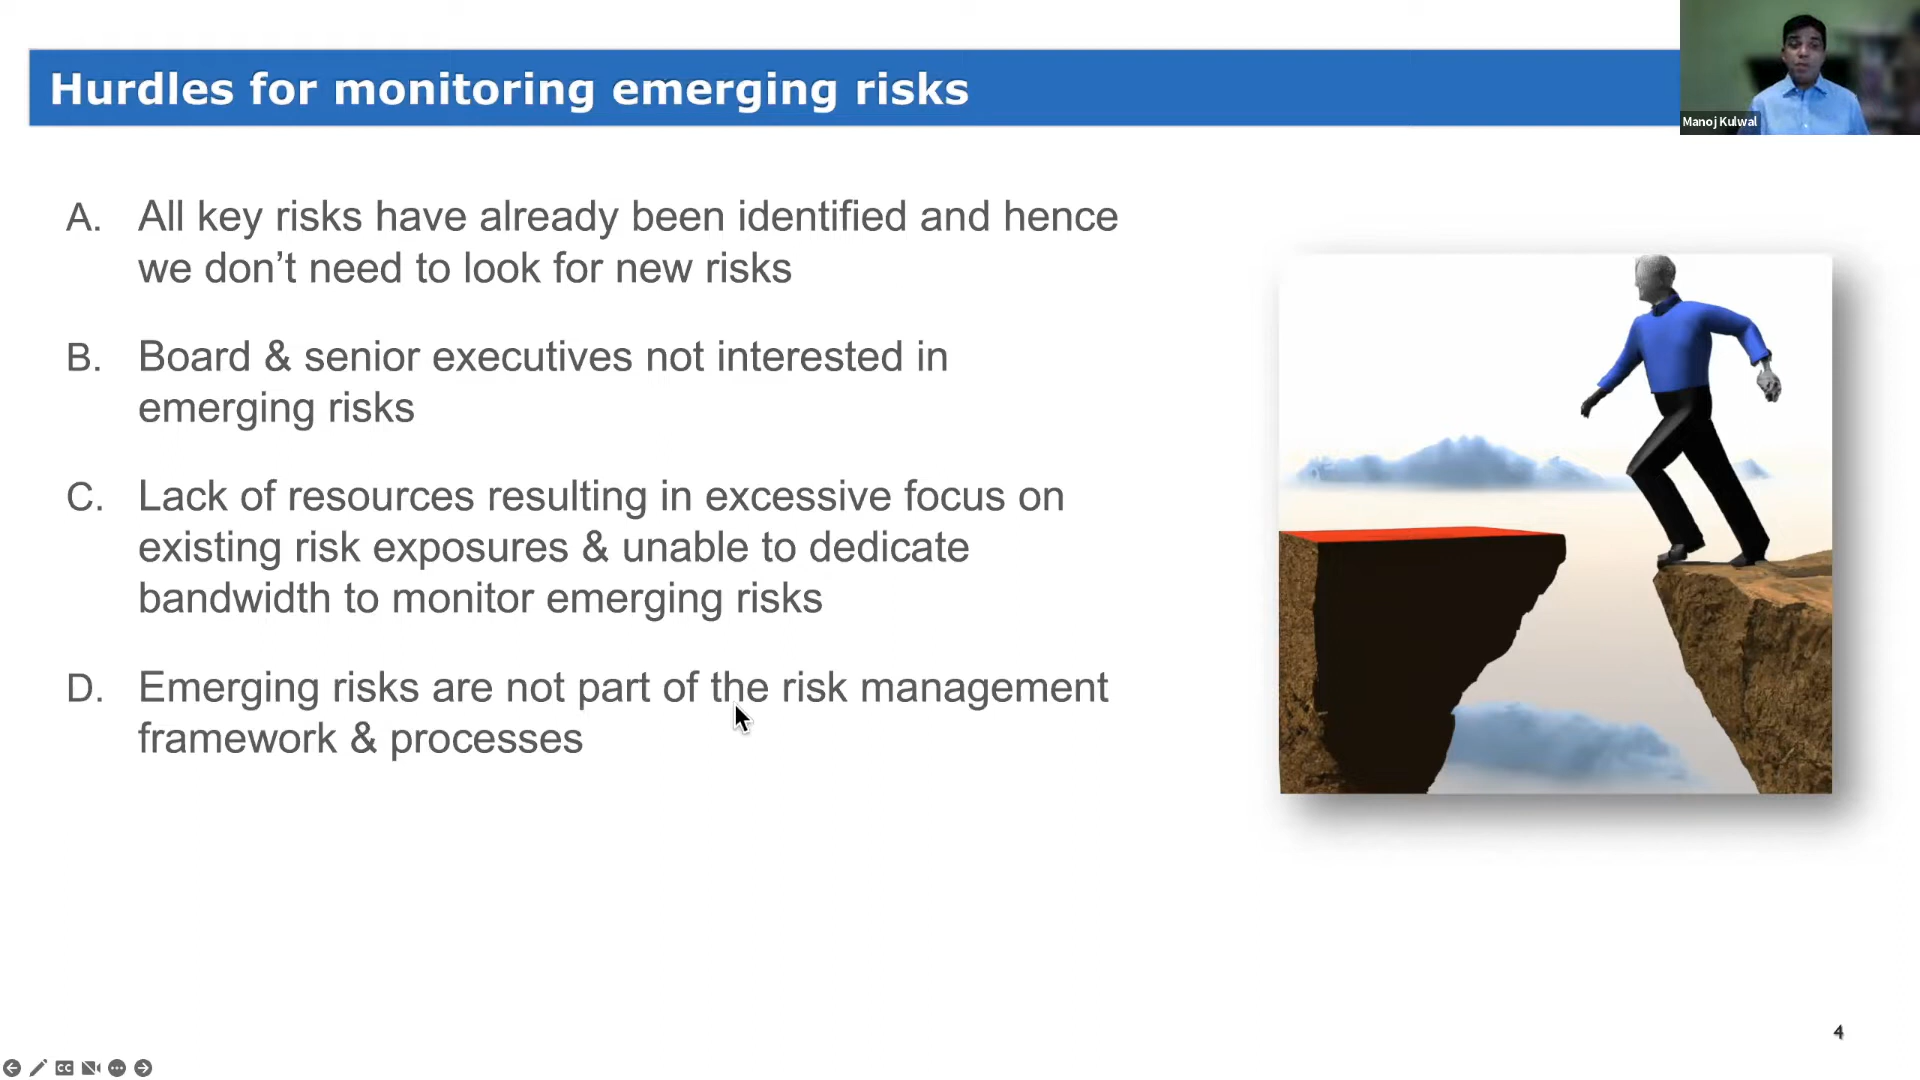 Hurdles for monitoring emerging risks
Manoj Kulwal
A. All key risks have already been identified and hence
we don’t need to look for new risks
B. Board & senior executives not interested in
emerging risks
C. Lack of resources resulting in excessive focus on
existing risk exposures & unable to dedicate
bandwidth to monitor emerging risks
D. Emerging risks are not part of the risk management
framework & processes
4
CC